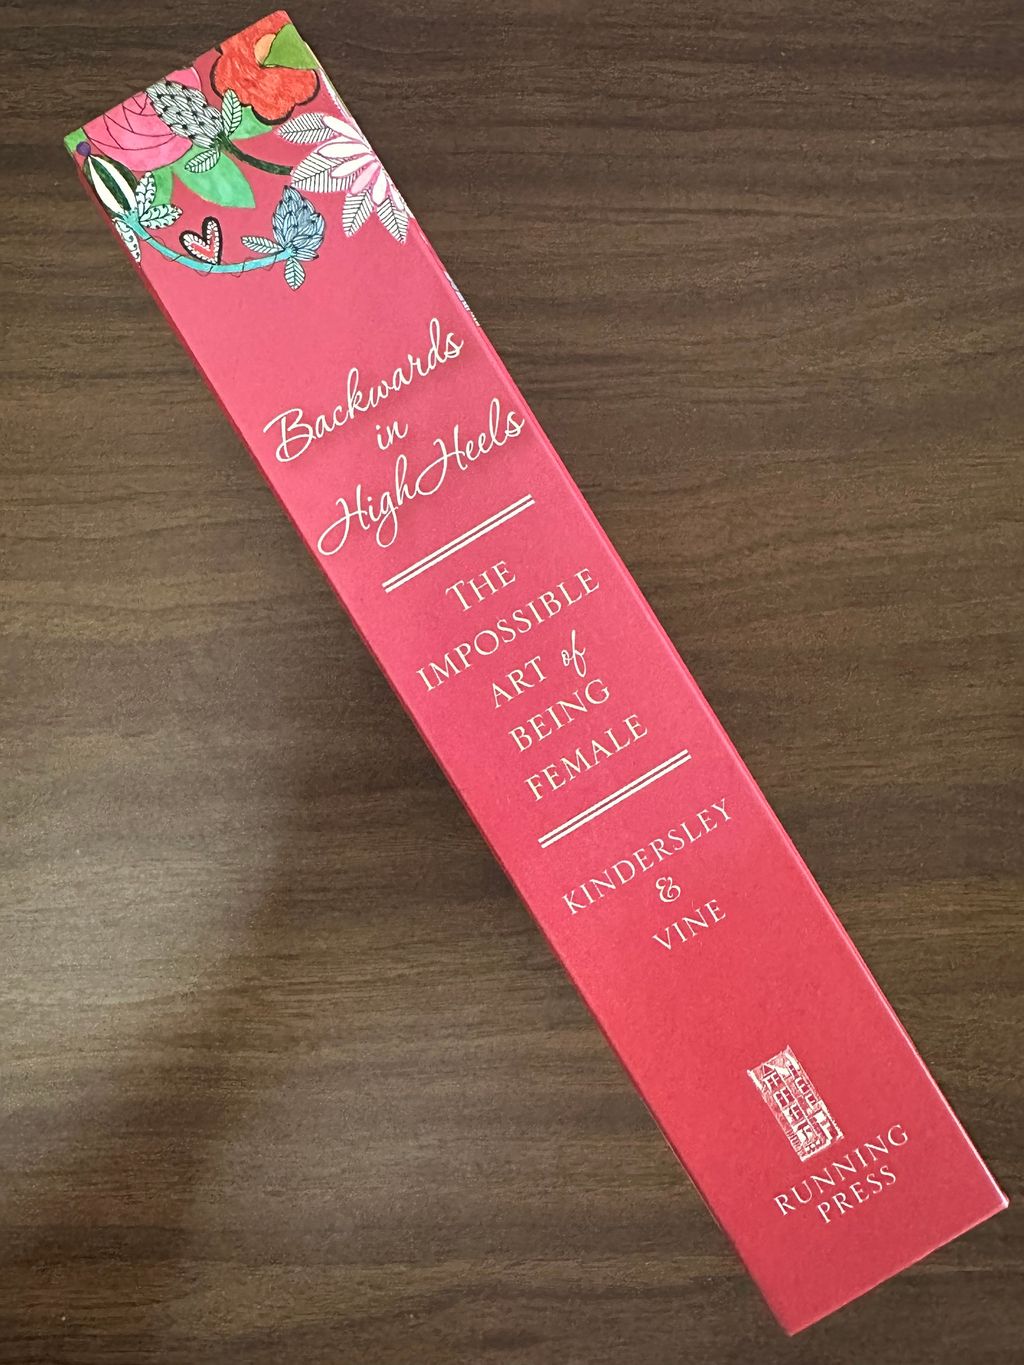 Backwards
in
High Heels
THE
IMPOSSIBLE
ART of
BEING
FEMALE
KINDERSLEY
&
VINE
RUNNING
PRESS